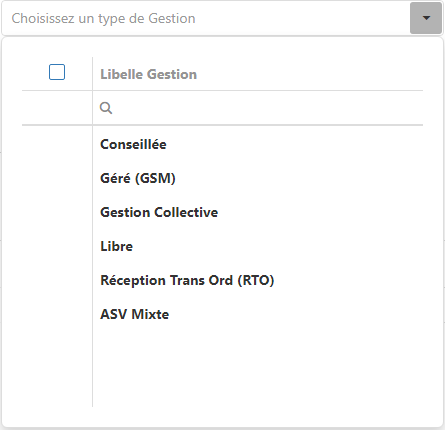 Choisissez un type de Gestion
Libelle Gestion
Conseillée
Géré (GSM)
Gestion Collective
Libre
Réception Trans Ord (RTO)
ASV Mixte